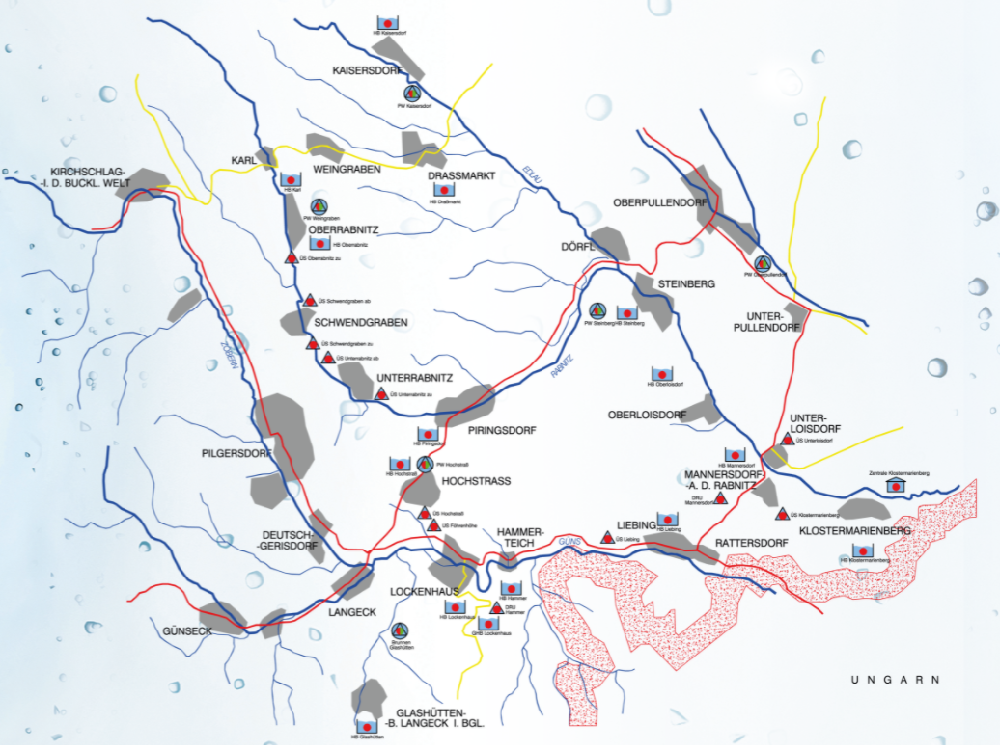 HB Kaisersdorf
KAISERSDORF
PW Kaisersdorf
KARL
WEINGRABEN
KIRCHSCHLAG-
-I. D. BUCKL. WELT
DRASSMARKT
EDLAU
HB Karl
HB Draßmarkt
OBERPULLENDORF
PW Weingraben
OBERRABNITZ
HB Oberrabnitz
DÖRFL
ÜS Oberrabnitz zu
PW Oberpullendorf
STEINBERG
ÜS Schwendgraben ab
PW Steinberg
HB Steinberg
UNTER-
PULLENDORF
SCHWENDGRABEN
ÜS Schwendgraben zu
ZÖBERN
ÜS Unterrabnitz ab
RABNITZ
UNTERRABNITZ
HB Oberloisdorf
ÜS Unterrabnitz zu
OBERLOISDORF
UNTER-
LOISDORF
PIRINGSDORF
HB Piringsdorf
ÜS Unterloisdorf
PILGERSDORF
HB Hochstraß
PW Hochstraß
HB Mannersdorf
HOCHSTRASS
MANNERSDORF-
-A. D. RABNITZ
Zentrale Klostermarienberg
DRU
Mannersdorf
ÜS Hochstraß
ÜS Klostermarienberg
ÜS Föhrenhöhe
LIEBING
HB Liebing
KLOSTERMARIENBERG
DEUTSCH-
-GERISDORF
HAMMER-
TEICH
GÜNS
ÜS Liebing
RATTERSDORF
HB Klostermarienberg
LOCKENHAUS
HB Hammer
LANGECK
HB Lockenhaus
DRU
Hammer
GÜNSECK
QHB Lockenhaus
Brunnen
Glashütten
UNGARN
GLASHÜTTEN-
-B. LANGECK I. BGL.
HB Glashütten